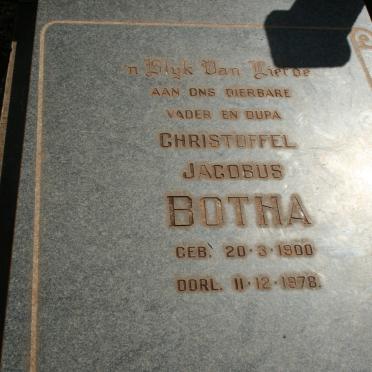 'n Blyk Van Liefde
AAN ONS DIERBARE
VADER EN OUPA
CHRISTOFFEL
JACOBUS
BOTHA
GEB. 20·3·1900
OORL. 11·12·1978.